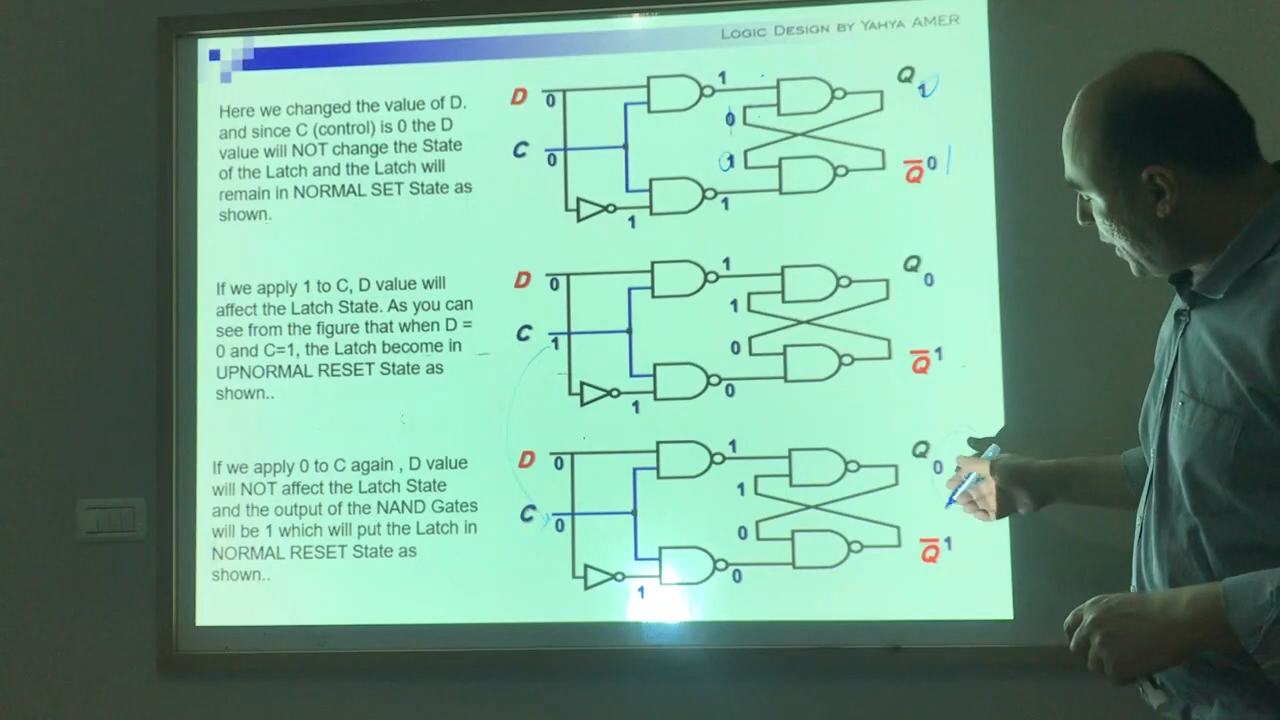 LOGIC DESIGN BY YAHYA AMER
Here we changed the value of D.
and since C (control) is 0 the D
value will NOT change the State
of the Latch and the Latch will
remain in NORMAL SET State as
shown.
D 0 1 Q 1
0
C 0 Q 0 1
1 1
If we apply 1 to C, D value will
affect the Latch State. As you can
see from the figure that when D =
0 and C=1, the Latch become in
UPNORMAL RESET State as
shown..
D 0 1 Q 0
1
C 1 0 Q 1
1 0
If we apply 0 to C again , D value
will NOT affect the Latch State
and the output of the NAND Gates
will be 1 which will put the Latch in
NORMAL RESET State as
shown..
D 0 1 Q 0
1
C 0 0 Q 1
1 0